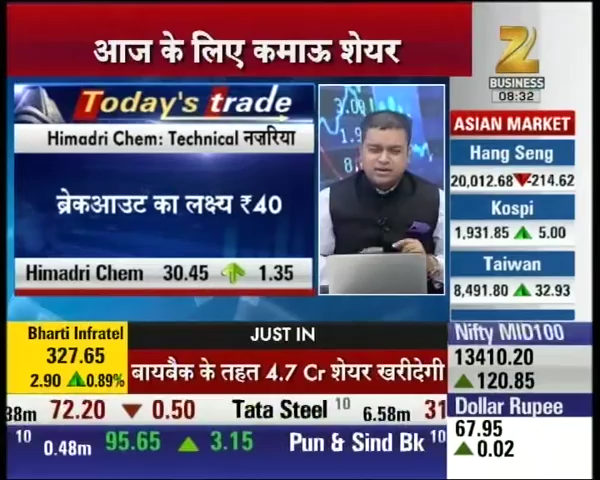 आज के लिए कमाऊ शेयर
Z
BUSINESS
08:32
Today's trade
Himadri Chem: Technical नज़रिया
ब्रेकआउट का लक्ष्य ₹40
Himadri Chem 30.45 1.35
ASIAN MARKET
Hang Seng
20,012.68 -214.62
Kospi
1,931.85 5.00
Taiwan
8,491.80 32.93
Bharti Infratel
327.65
2.90 0.89%
JUST IN
बायबैक के तहत 4.7 Cr शेयर खरीदेगी
Nifty MID100
13410.20
120.85
Dollar Rupee
67.95
0.02
38m 72.20 0.50 Tata Steel 10 6.58m 31
10 0.48m 95.65 3.15 Pun & Sind Bk 10